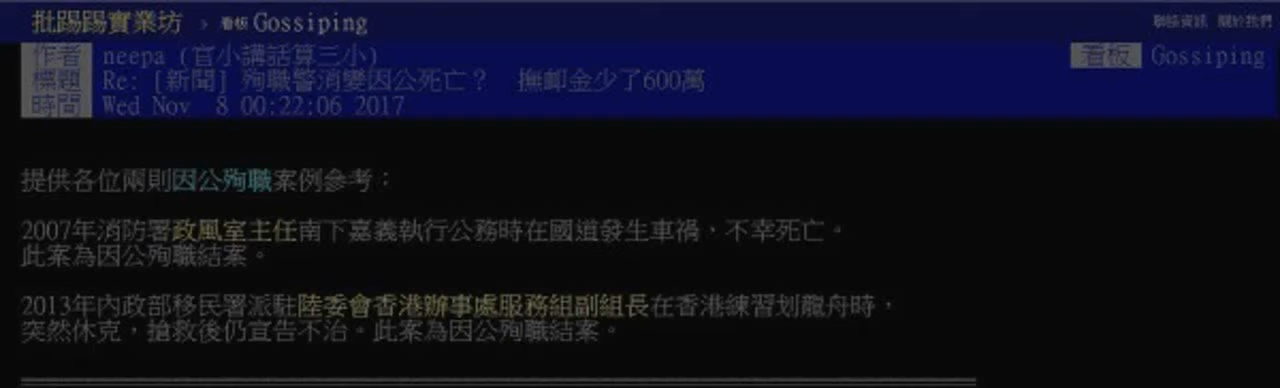 批踢踢實業坊 › 看板 Gossiping 聯絡資訊 關於我們
作者 neepa (官小講話算三小) 看板 Gossiping
標題 Re: [新聞] 殉職警消變因公死亡? 撫卹金少了600萬
時間 Wed Nov 8 00:22:06 2017
提供各位兩則因公殉職案例參考:
2007年消防署政風室主任南下嘉義執行公務時在國道發生車禍,不幸死亡。
此案為因公殉職結案。
2013年內政部移民署派駐陸委會香港辦事處服務組副組長在香港練習划龍舟時,
突然休克,搶救後仍宣告不治。此案為因公殉職結案。